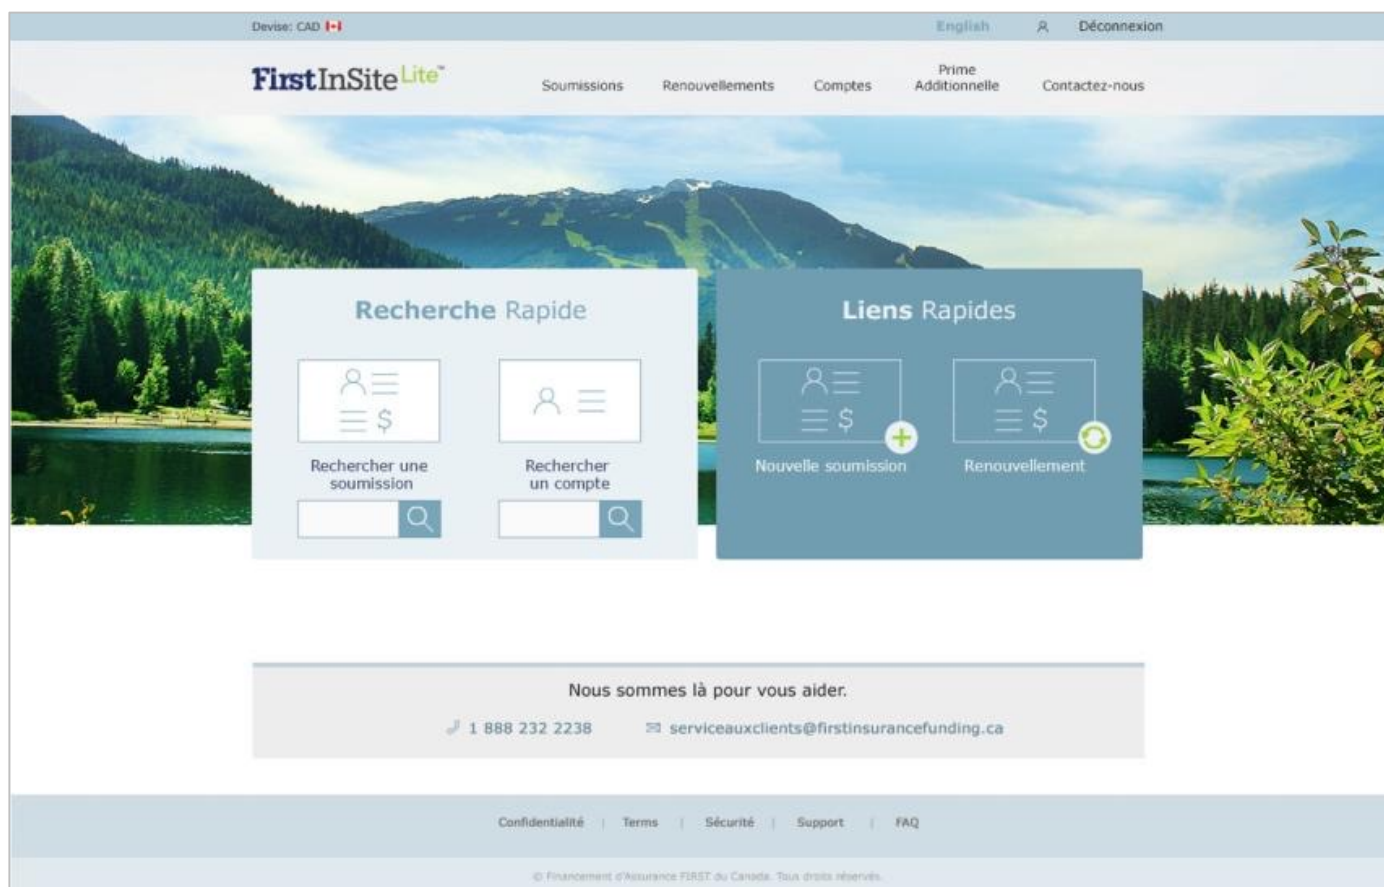 Devise: CAD
English
Déconnexion
FirstInSite Lite™
Soumissions
Renouvellements
Comptes
Prime
Additionnelle
Contactez-nous
Recherche Rapide
Liens Rapides
$
$
$
Rechercher une
soumission
Rechercher
un compte
Nouvelle soumission
Renouvellement
Nous sommes là pour vous aider.
1 888 232 2238
serviceauxclients@firstinsurancefunding.ca
Confidentialité | Terms | Sécurité | Support | FAQ
© Financement d'Assurance FIRST du Canada. Tous droits réservés.